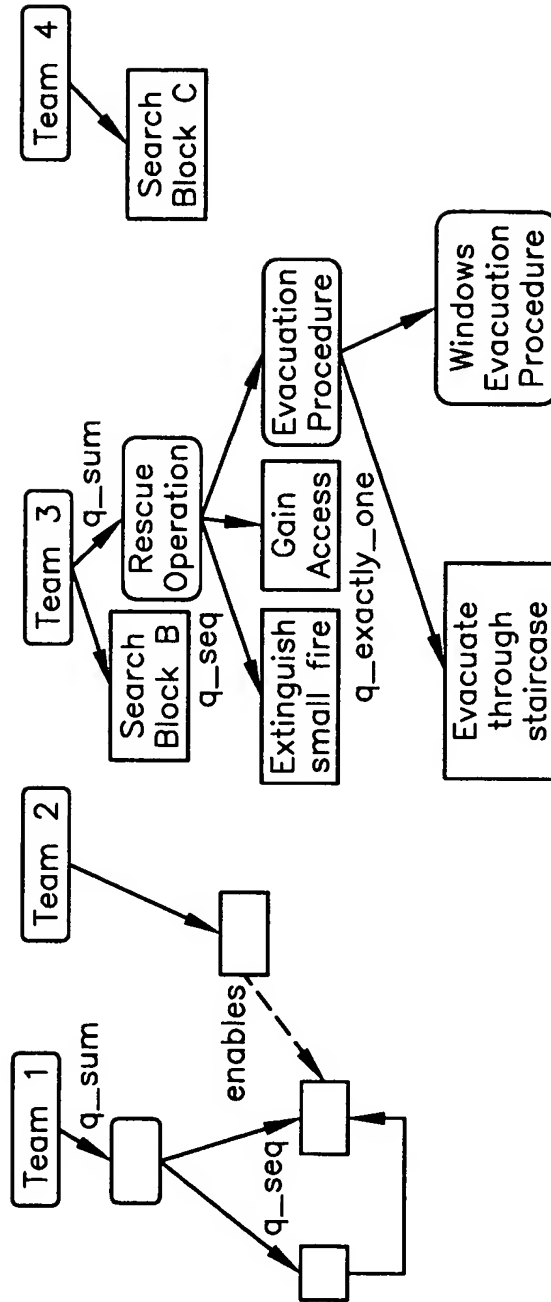 Team 1
q_sum
q_seq
enables
Team 2
Team 3
q_sum
Search
Block B
Rescue
Operation
q_seq
Extinguish
small fire
Gain
Access
Evacuation
Procedure
q_exactly_one
Evacuate
through
staircase
Windows
Evacuation
Procedure
Team 4
Search
Block C